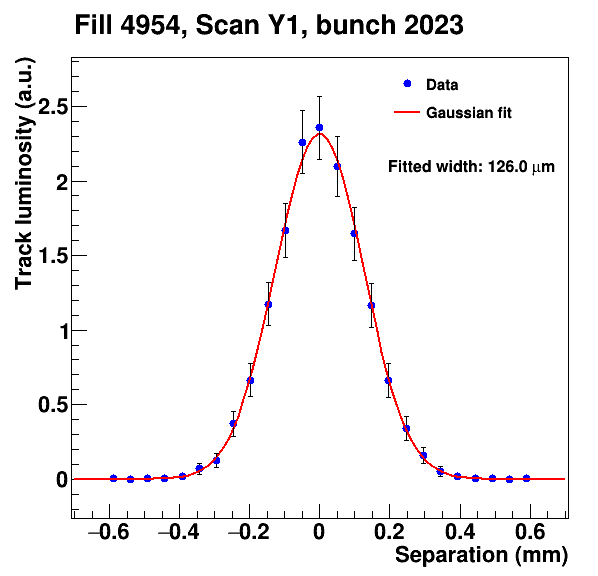 Fill 4954, Scan Y1, bunch 2023
Track luminosity (a.u.)
Data
Gaussian fit
Fitted width: 126.0 μm
2.5
2
1.5
1
0.5
0
−0.6 −0.4 −0.2 0 0.2 0.4 0.6
Separation (mm)